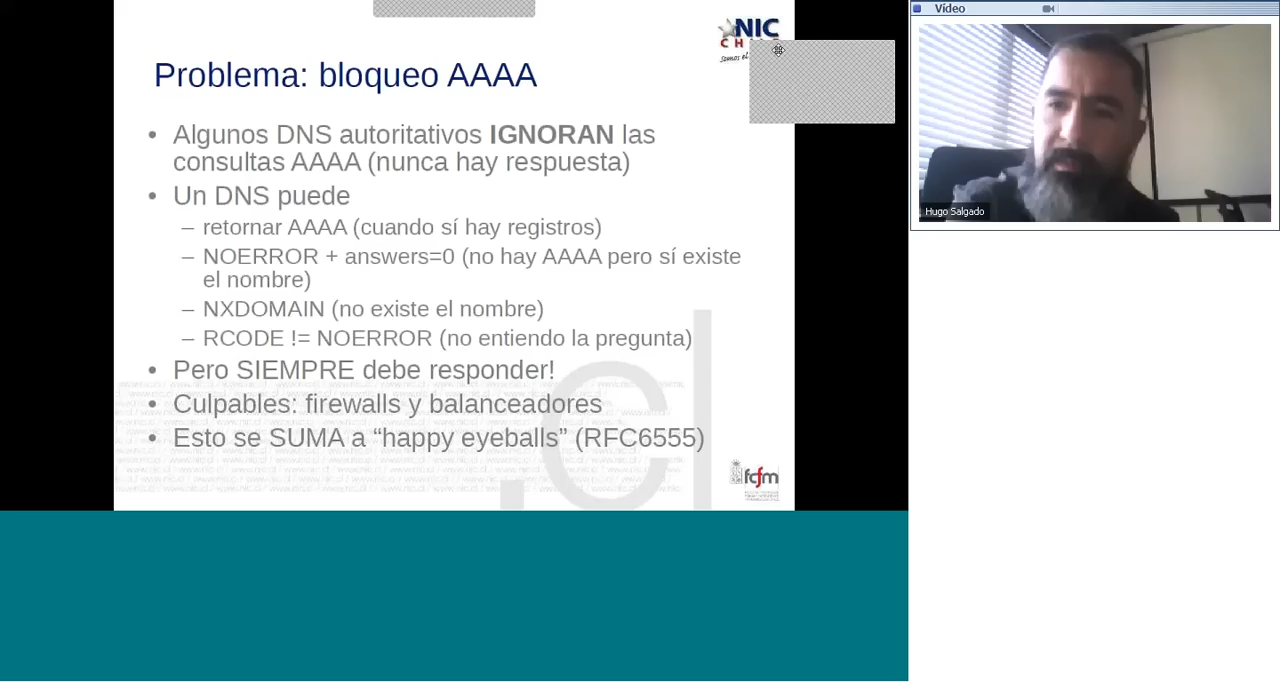 Vídeo
NIC
Problema: bloqueo AAAA
• Algunos DNS autoritativos IGNORAN las
consultas AAAA (nunca hay respuesta)
• Un DNS puede
– retornar AAAA (cuando sí hay registros)
– NOERROR + answers=0 (no hay AAAA pero sí existe
el nombre)
– NXDOMAIN (no existe el nombre)
– RCODE != NOERROR (no entiendo la pregunta)
• Pero SIEMPRE debe responder!
• Culpables: firewalls y balanceadores
• Esto se SUMA a “happy eyeballs” (RFC6555)
.cl
fcfm
Hugo Salgado